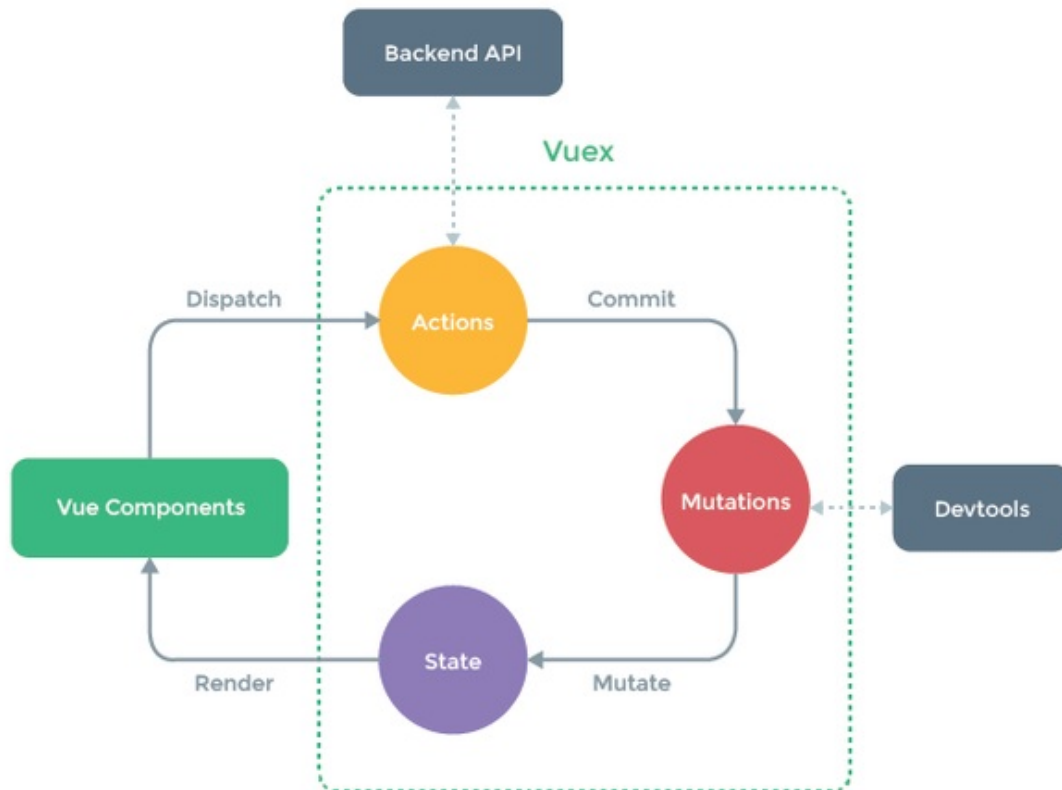 Backend API
Vuex
Dispatch
Commit
Actions
Vue Components
Mutations
Devtools
State
Render
Mutate